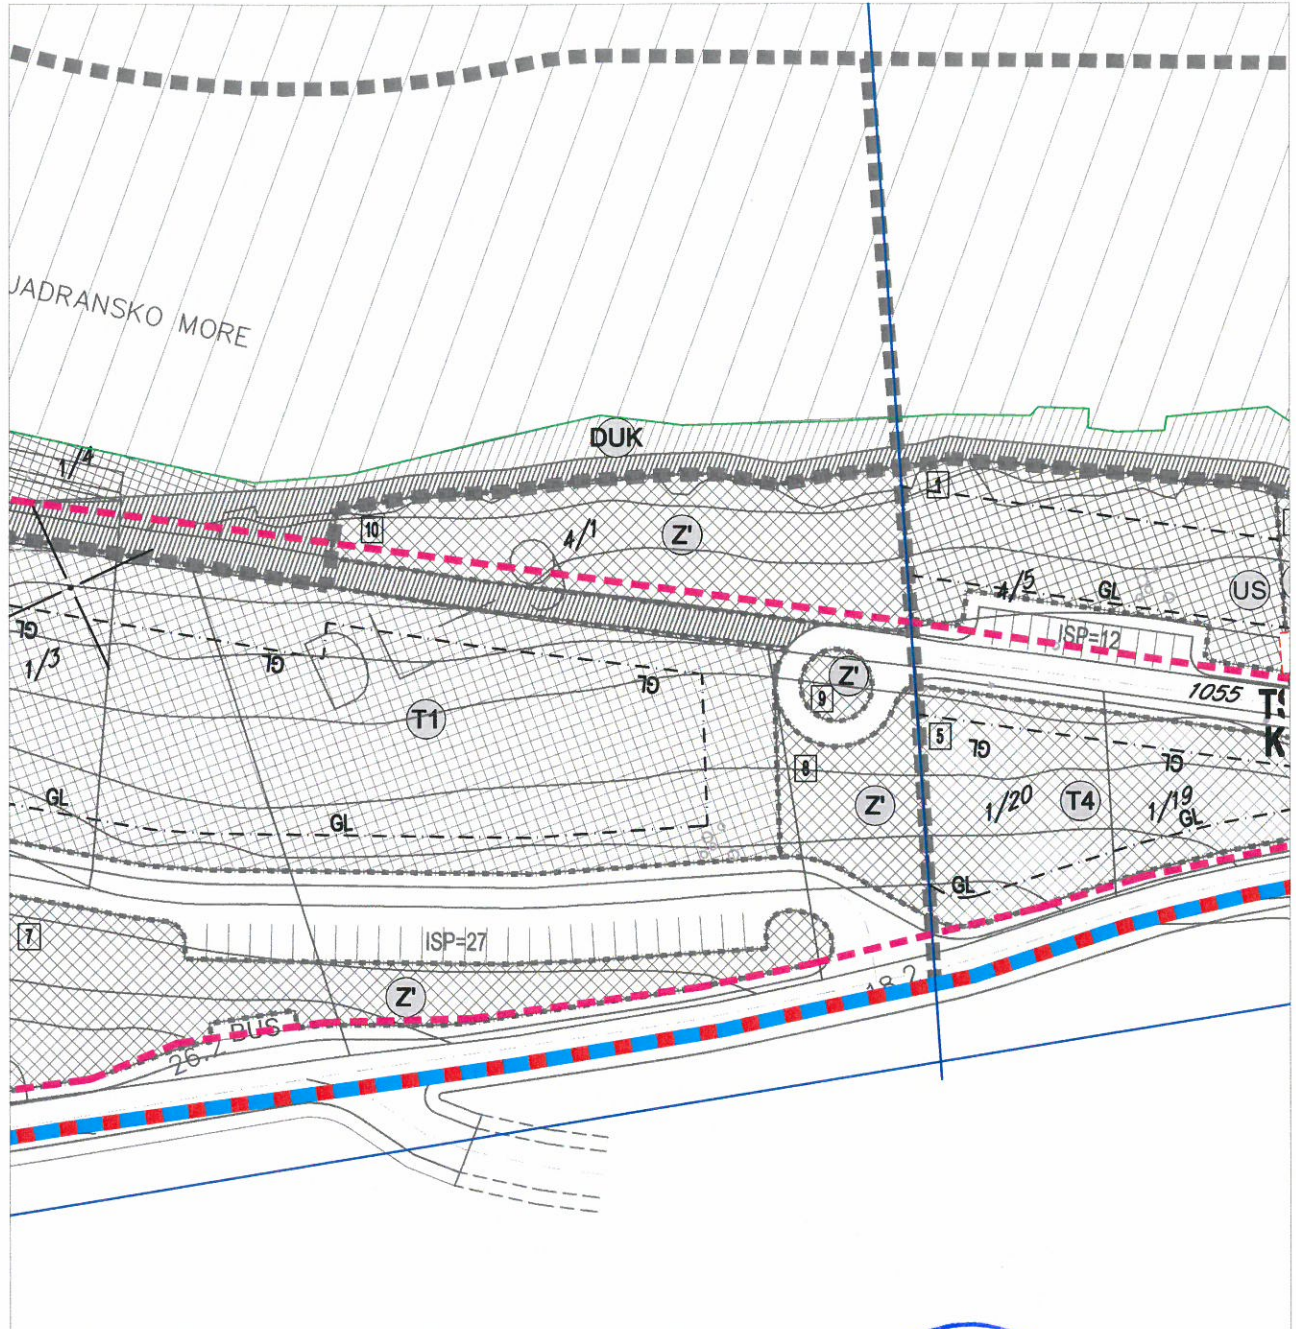 JADRANSKO MORE
DUK
1/4
1
10
4/1
Z'
4/5
GL
US
ISP=12
GL
1/3
GL
GL
Z'
9
1055
T1
5
GL
GL
8
Z'
1/20
T4
1/19
GL
GL
GL
GL
7
ISP=27
Z'
18.2
BUS
26.2
K